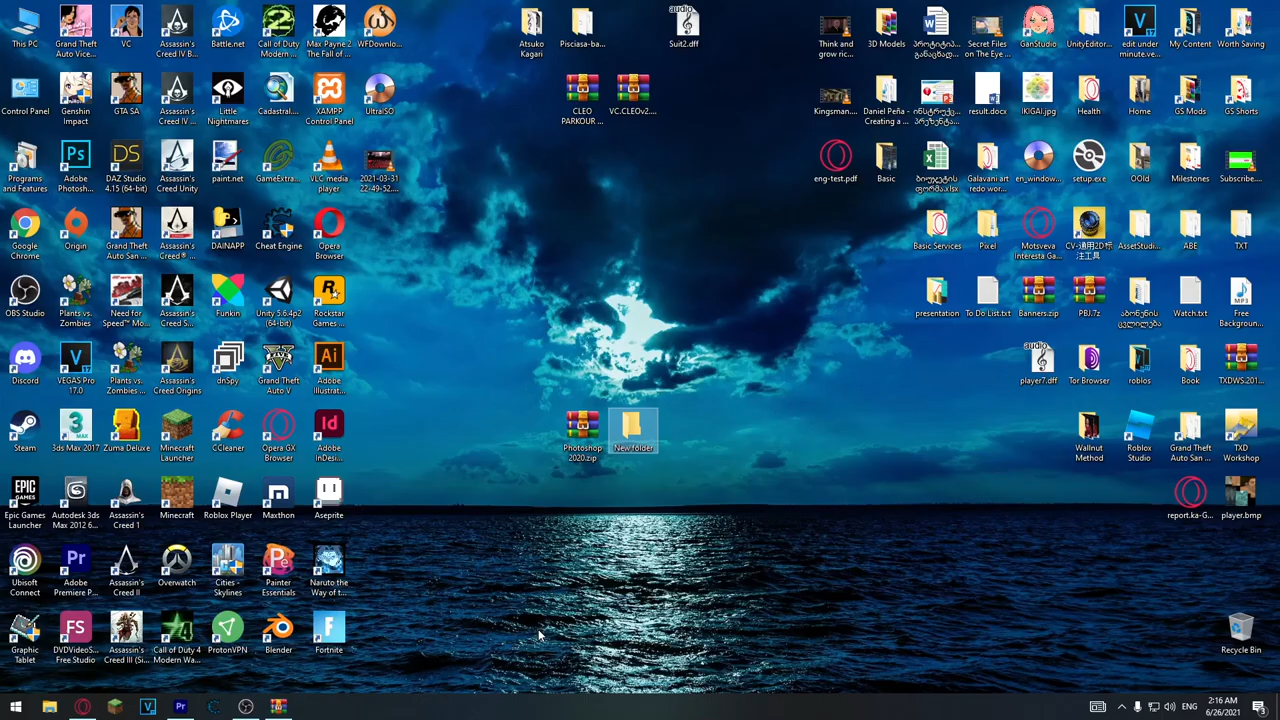 This PC
Grand Theft
Auto Vice...
VC
Assassin's
Creed IV B...
Battle.net
Call of Duty
Modern ...
Max Payne 2
The Fall of ...
WFDownlo...
Atsuko
Kagari
Pisciasa-ba...
audio
Suit2.dff
Think and
grow ric...
3D Models
პროტიტიპ...
განაცხად...
Secret Files
on The Eye ...
GanStudio
UnityEditor...
edit under
minute.ve...
My Content
Worth Saving
Control Panel
Genshin
Impact
GTA SA
Assassin's
Creed IV ...
Little
Nightmares
Cadastral...
XAMPP
Control Panel
UltraISO
CLEO
PARKOUR ...
VC.CLEOv2...
Kingsman...
Daniel Peña -
Creating a ...
ინსტრუქ...
პრეზენტა...
result.docx
IKIGAI.jpg
Health
Home
GS Mods
GS Shorts
Programs
and Features
Adobe
Photosh...
DAZ Studio
4.15 (64-bit)
Assassin's
Creed Unity
paint.net
GameExtra...
VLC media
player
2021-03-31
22-49-52....
eng-test.pdf
Basic
ბიუჯეტის
ფორმა.xlsx
Galavani art
redo wor...
en_window...
setup.exe
OOld
Milestones
Subscribe....
Google
Chrome
Origin
Grand Theft
Auto San ...
Assassin's
Creed® ...
DAINAPP
Cheat Engine
Opera
Browser
Basic Services
Pixel
Motsveva
Interesta Ga...
AssetStudi...
ABE
TXT
OBS Studio
Plants vs.
Zombies
Need for
Speed™ Mo...
Assassin's
Creed S...
Funkin
Unity 5.6.4p2
(64-bit)
Rockstar
Games ...
presentation
To Do List.txt
Banners.zip
PBJ.7z
აბონენის
ცვლილება
Watch.txt
MP3
Free
Backgroun...
Discord
VEGAS Pro
17.0
Plants vs.
Zombies ...
Assassin's
Creed Origins
dnSpy
Grand Theft
Auto V
Adobe
Illustrat...
audio
player7.dff
Tor Browser
roblos
Book
TXDWS.201...
Steam
3ds Max 2017
Zuma Deluxe
Minecraft
Launcher
CCleaner
Opera GX
Browser
Adobe
InDesi...
Photoshop
2020.zip
New folder
Wallnut
Method
Roblox
Studio
Grand Theft
Auto San ...
TXD
Workshop
Epic Games
Launcher
Autodesk 3ds
Max 2012 6...
Assassin's
Creed 1
Minecraft
Roblox Player
Maxthon
Aseprite
report.ka-G...
player.bmp
Ubisoft
Connect
Adobe
Premiere P...
Assassin's
Creed II
Overwatch
Cities -
Skylines
Painter
Essentials
Naruto the
Way of t...
Graphic
Tablet
DVDVideoS...
Free Studio
Assassin's
Creed III (Si...
Call of Duty 4
Modern Wa...
ProtonVPN
Blender
Fortnite
Recycle Bin
ENG
2:16 AM
6/26/2021